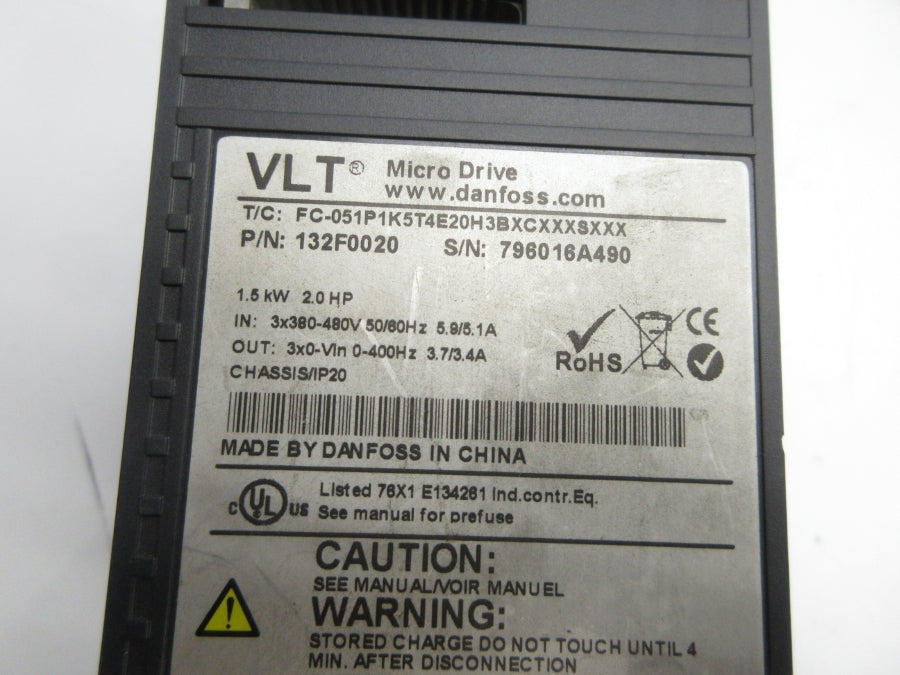 VLT® Micro Drive
www.danfoss.com
T/C: FC-051P1K5T4E20H3BXCXXXSXXX
P/N: 132F0020 S/N: 796016A490
1.5 kW 2.0 HP
IN: 3x380-480V 50/60Hz 5.9/5.1A
OUT: 3x0-Vin 0-400Hz 3.7/3.4A
CHASSIS/IP20
RoHS CE
MADE BY DANFOSS IN CHINA
c UL US Listed 76X1 E134261 Ind.contr.Eq.
See manual for prefuse
CAUTION:
SEE MANUAL/VOIR MANUEL
WARNING:
STORED CHARGE DO NOT TOUCH UNTIL 4
MIN. AFTER DISCONNECTION